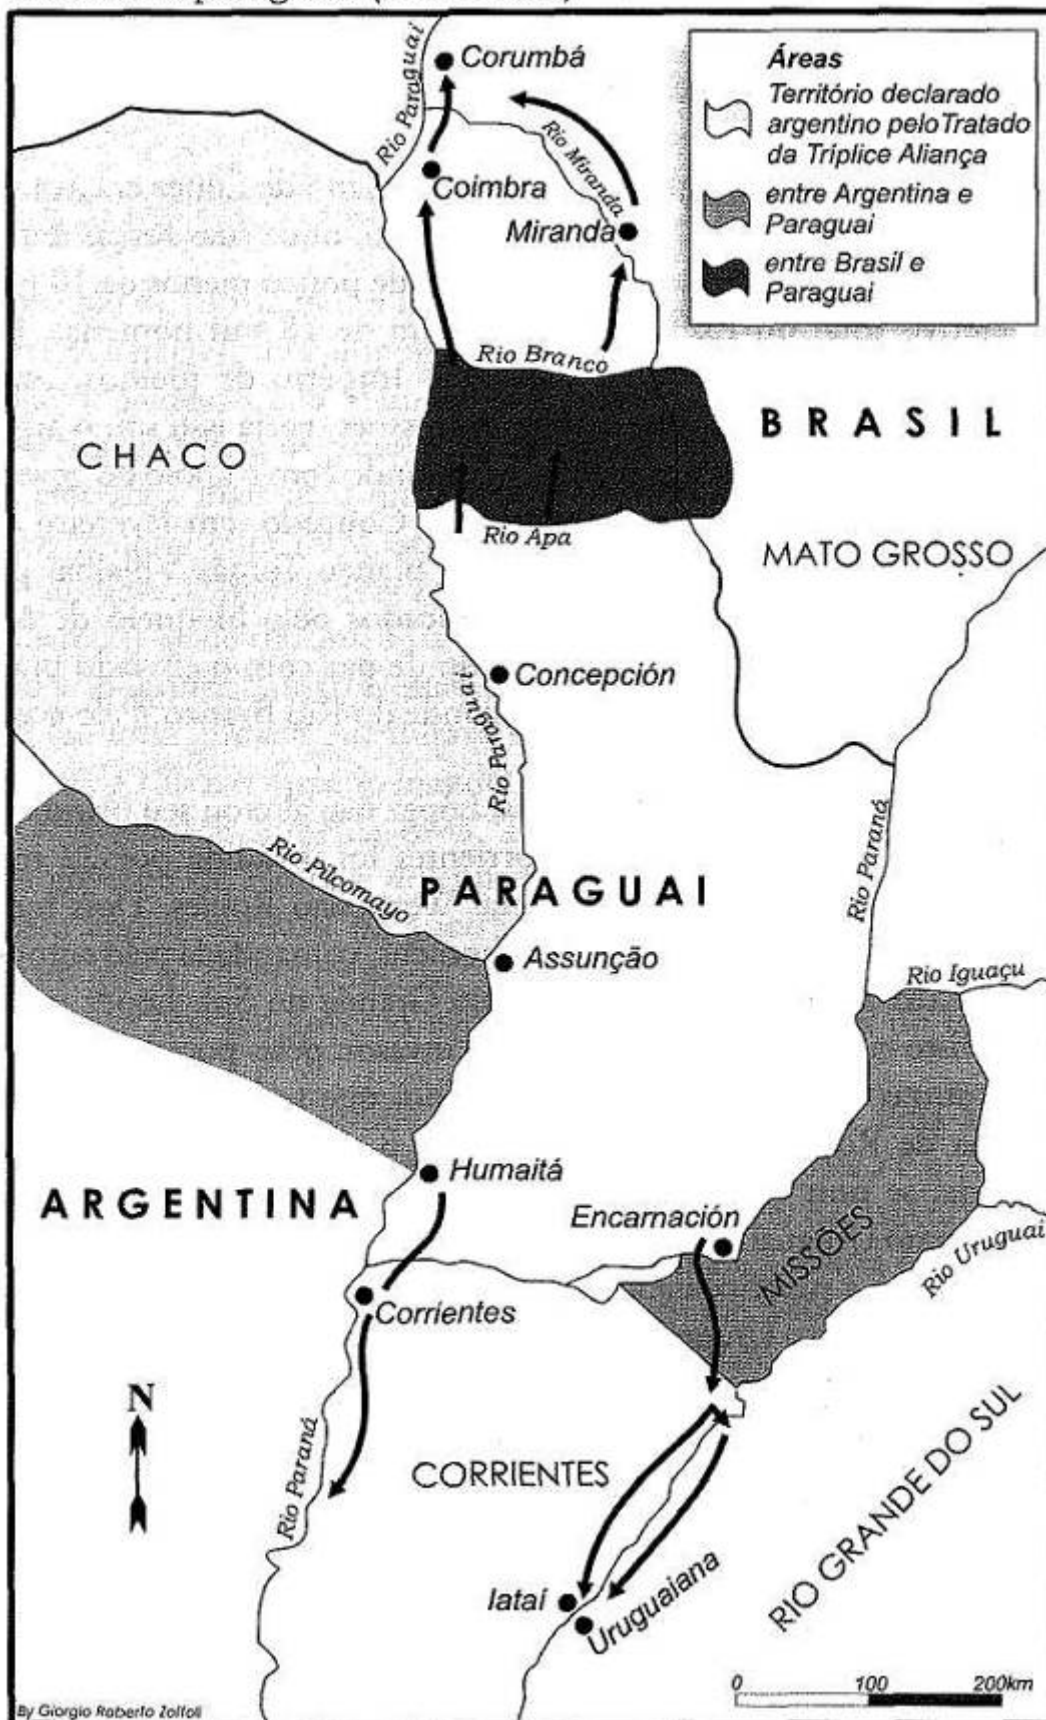 Corumbá
Rio Paraguai
Coimbra
Rio Miranda
Miranda
Áreas
Território declarado
argentino pelo Tratado
da Tríplice Aliança
entre Argentina e
Paraguai
entre Brasil e
Paraguai
Rio Branco
BRASIL
CHACO
Rio Apa
MATO GROSSO
Concepción
Rio Paraguai
Rio Pilcomayo
PARAGUAI
Rio Paraná
Assunção
Rio Iguaçu
Humaitá
ARGENTINA
Encarnación
MISSÕES
Rio Uruguai
Corrientes
N
Rio Paraná
CORRIENTES
RIO GRANDE DO SUL
Iataí
Uruguaiana
0 100 200km
By Giorgio Roberto Zoffoli